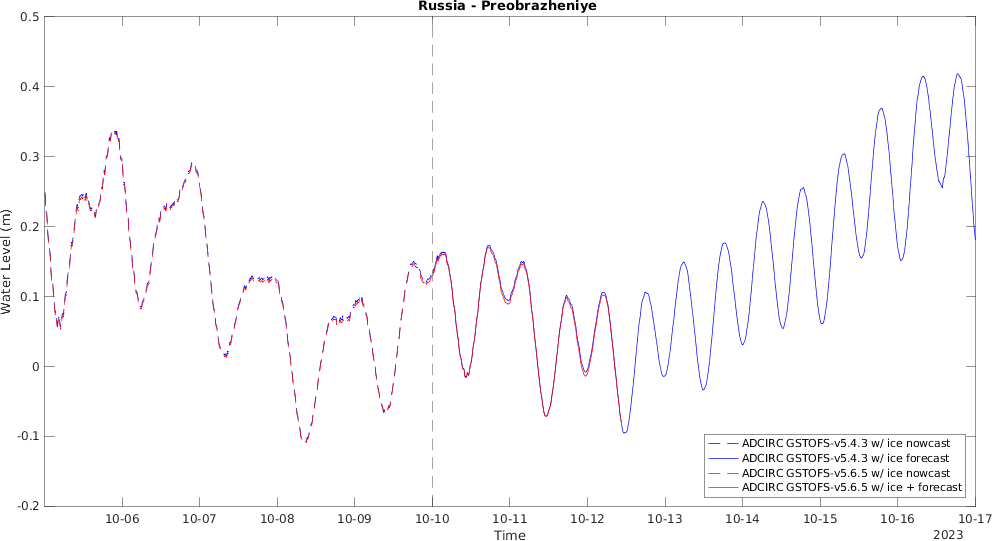 Russia - Preobrazheniye
Water Level (m)
0.5
0.4
0.3
0.2
0.1
0
-0.1
-0.2
10-06 10-07 10-08 10-09 10-10 10-11 10-12 10-13 10-14 10-15 10-16 10-17
Time
2023
ADCIRC GSTOFS-v5.4.3 w/ ice nowcast
ADCIRC GSTOFS-v5.4.3 w/ ice forecast
ADCIRC GSTOFS-v5.6.5 w/ ice nowcast
ADCIRC GSTOFS-v5.6.5 w/ ice + forecast